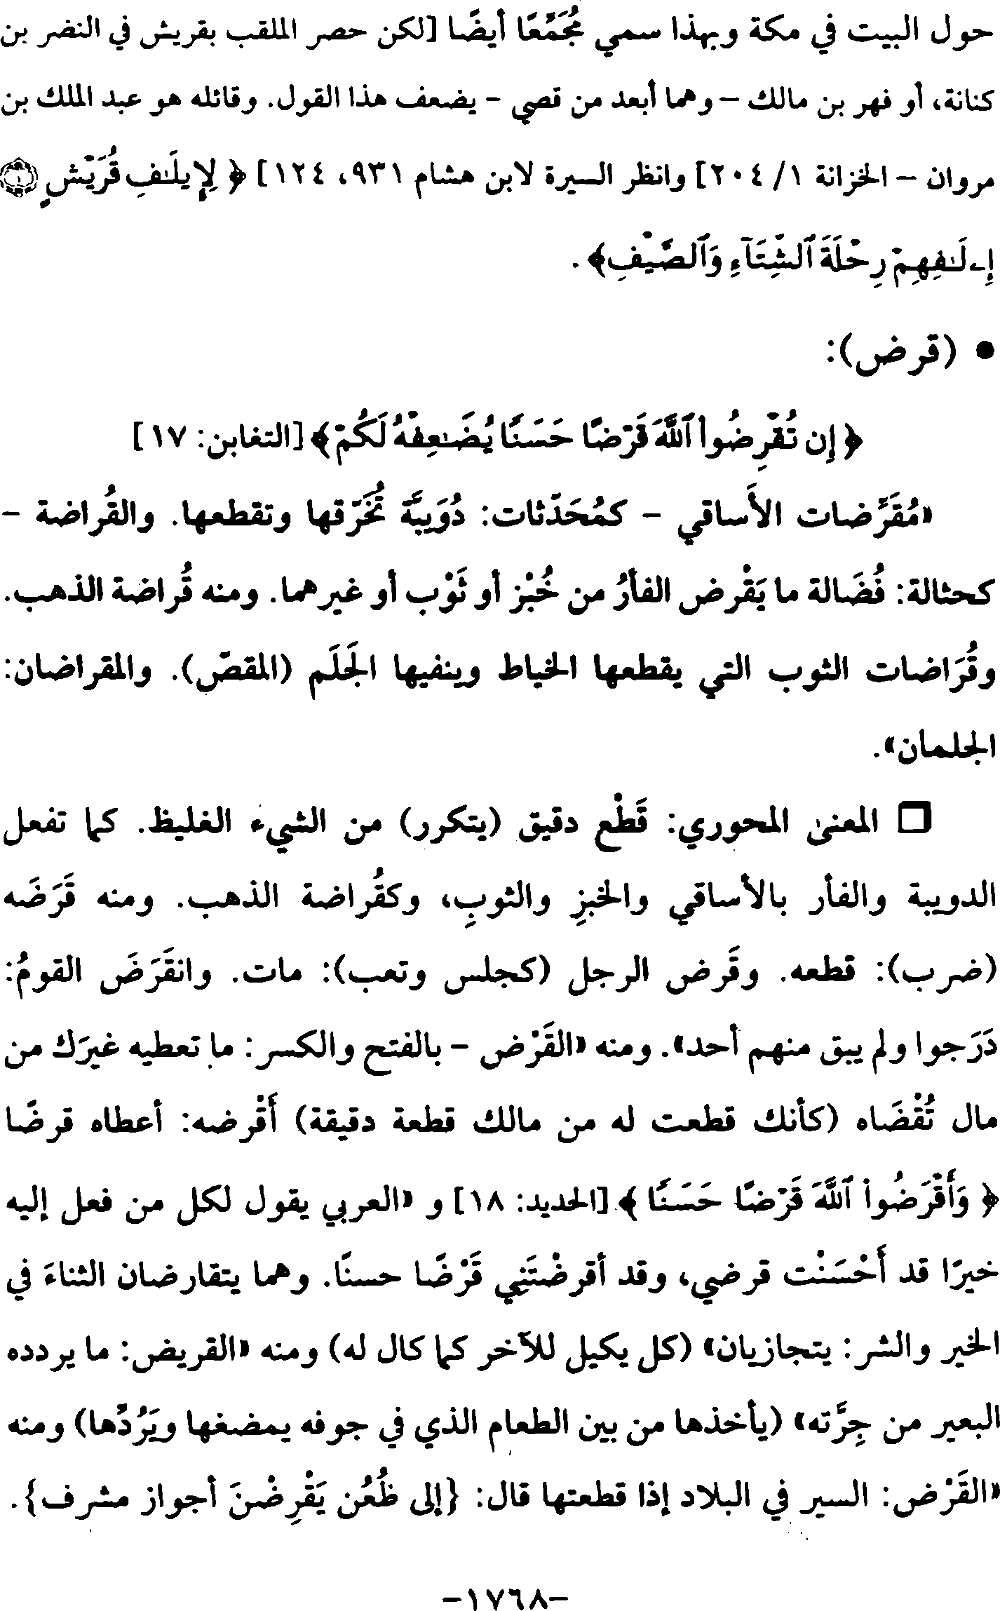 حول البيت في مكة وبهذا سمي مُجَمِّعًا أيضًا [لكن حصر الملقب بقريش في النضر بن
كنانة، أو فهر بن مالك – وهما أبعد من قصي – يضعف هذا القول. وقائله هو عبد الملك بن
مروان – الخزانة ١/ ٢٠٤] وانظر السيرة لابن هشام ٩٣١، ١٢٤] ﴿ لِإِيلَـٰفِ قُرَيْشٍ ۝١
إِۦلَـٰفِهِمْ رِحْلَةَ ٱلشِّتَآءِ وَٱلصَّيْفِ﴾.
● (قرض):
﴿ إِن تُقْرِضُوا۟ ٱللَّهَ قَرْضًا حَسَنًا يُضَـٰعِفْهُ لَكُمْ ﴾ [التغابن: ١٧]
«مُقَرِّضات الأَساقي – كمُحَدّثات: دُوَيبَّة تُخَرّقها وتقطعها. والقُراضة –
كحثالة: فُضَالة ما يَقْرض الفأرُ من خُبْز أو ثَوْب أو غيرهما. ومنه قُراضة الذهب.
وقُرَاضات الثوب التي يقطعها الخياط وينفيها الجَلَم (المقصّ). والمقراضان:
الجلمان».
□ المعنى المحوري: قَطْع دقيق (يتكرر) من الشيء الغليظ. كما تفعل
الدويبة والفأر بالأساقي والخبزِ والثوبِ، وكقُراضة الذهب. ومنه قَرَضَه
(ضرب): قطعه. وقَرض الرجل (كجلس وتعب): مات. وانقَرَضَ القومُ:
دَرَجوا ولم يبق منهم أحد». ومنه «القَرْض – بالفتح والكسر: ما تعطيه غيرَك من
مال تُقْضَاه (كأنك قطعت له من مالك قطعة دقيقة) أَقْرضه: أعطاه قرضًا
﴿ وَأَقْرَضُوا۟ ٱللَّهَ قَرْضًا حَسَنًا ﴾ [الحديد: ١٨] و «العربي يقول لكل من فعل إليه
خيرًا قد أَحْسَنْت قرضي، وقد أقرضْتَنِي قَرْضًا حسنًا. وهما يتقارضان الثناءَ في
الخير والشر: يتجازيان» (كل يكيل للآخر كما كال له) ومنه «القريض: ما يردده
البعير من جِرَّته» (يأخذها من بين الطعام الذي في جوفه يمضغها ويَرُدُّها) ومنه
«القَرْض: السير في البلاد إذا قطعتها قال: {إلى ظُعُن يَقْرِضْنَ أجواز مشرف}.
-١٧٦٨-